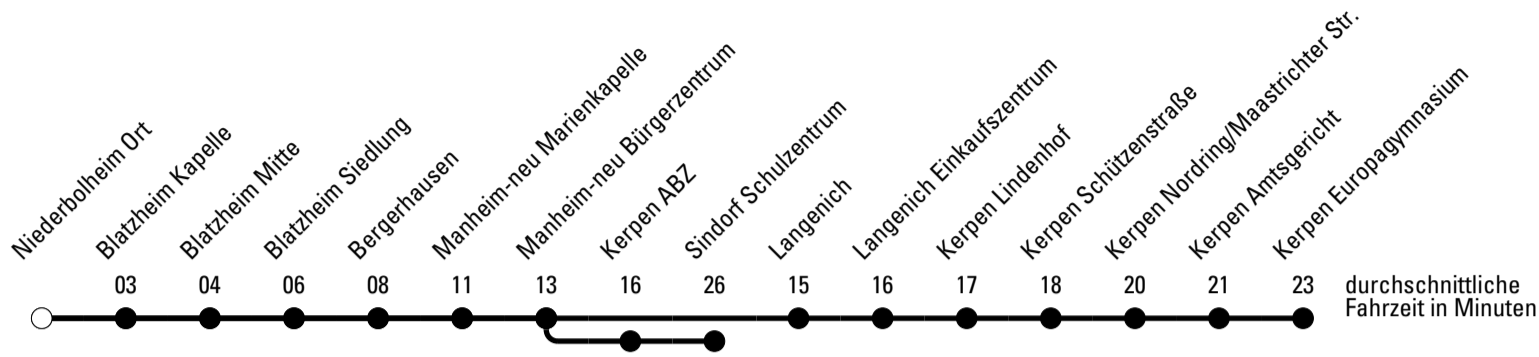 Niederbolheim Ort
Blatzheim Kapelle
Blatzheim Mitte
Blatzheim Siedlung
Bergerhausen
Manheim-neu Marienkapelle
Manheim-neu Bürgerzentrum
Kerpen ABZ
Sindorf Schulzentrum
Langenich
Langenich Einkaufszentrum
Kerpen Lindenhof
Kerpen Schützenstraße
Kerpen Nordring/Maastrichter Str.
Kerpen Amtsgericht
Kerpen Europagymnasium
03 04 06 08 11 13 16 26 15 16 17 18 20 21 23 durchschnittliche
Fahrzeit in Minuten